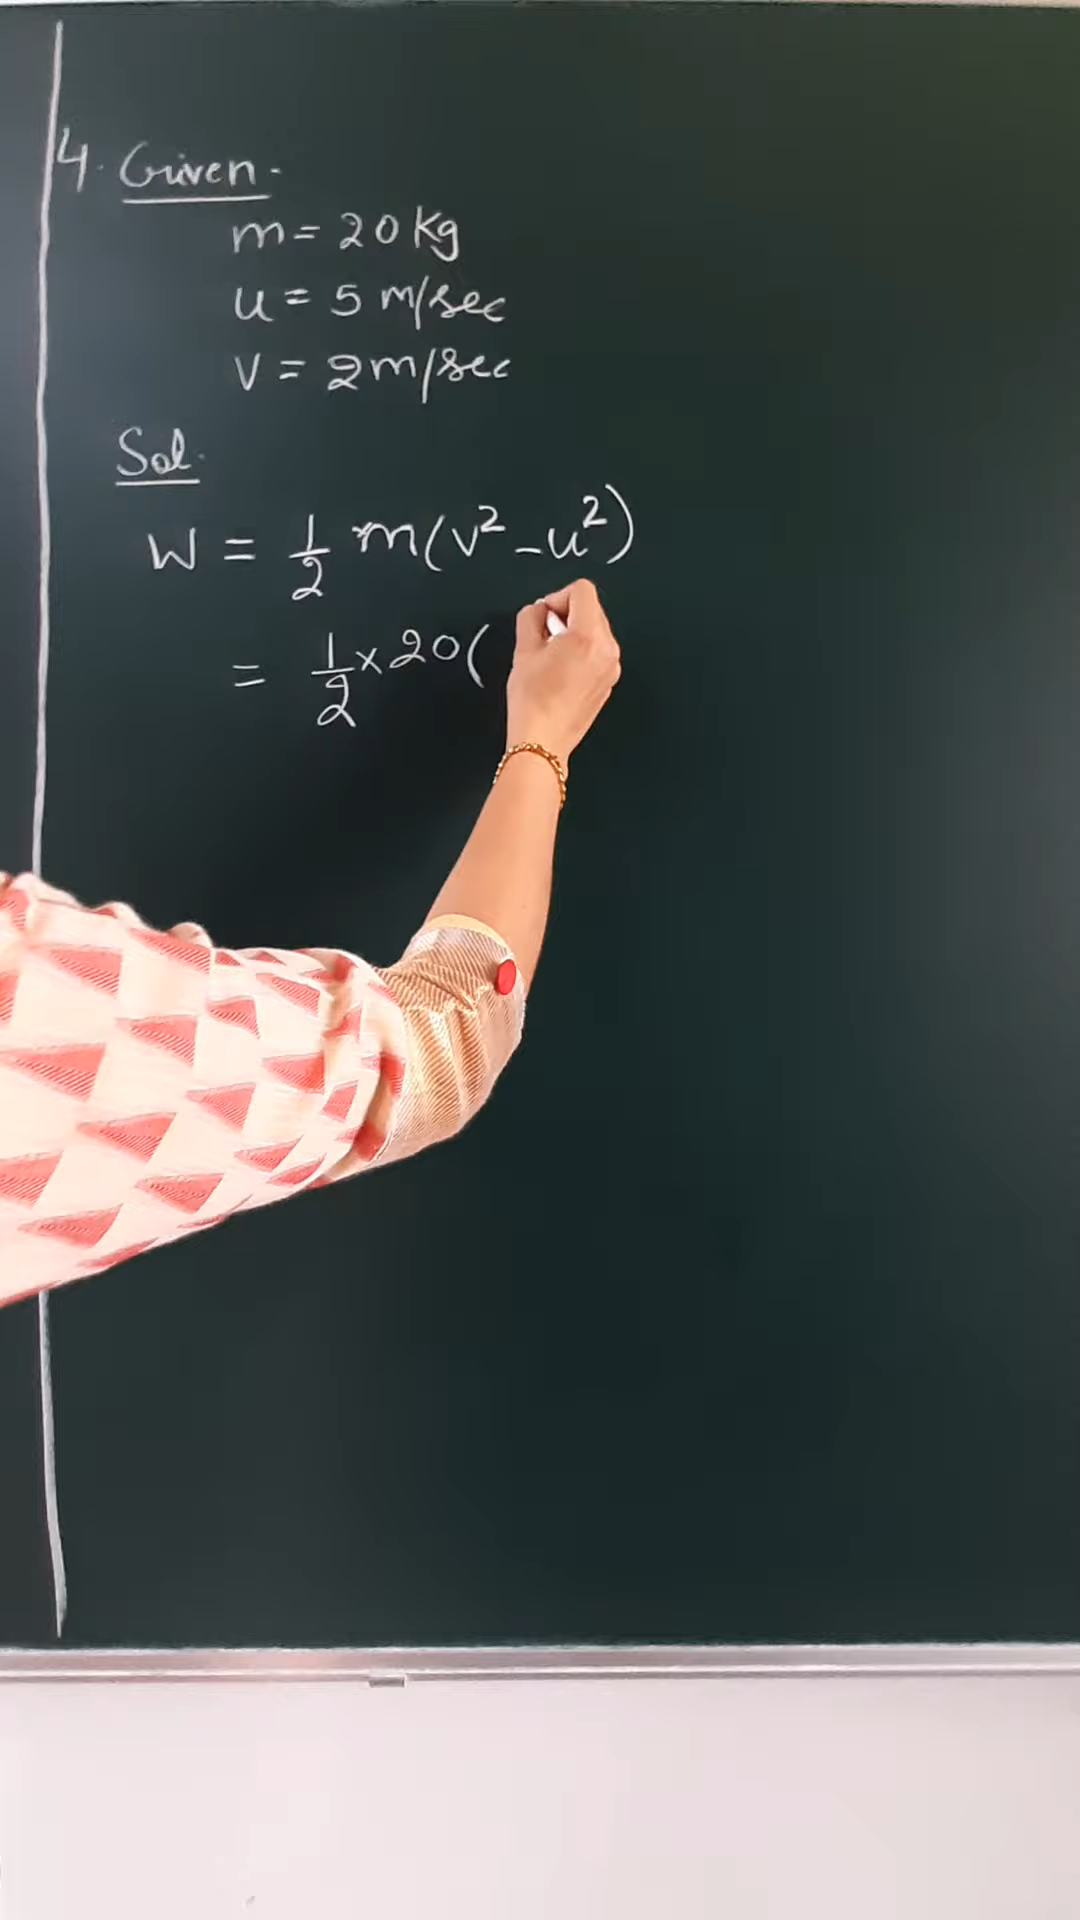 4. Given -
m = 20 kg
u = 5 m/sec
v = 2 m/sec
Sol.
W = 1/2 m(v² - u²)
= 1/2 × 20(